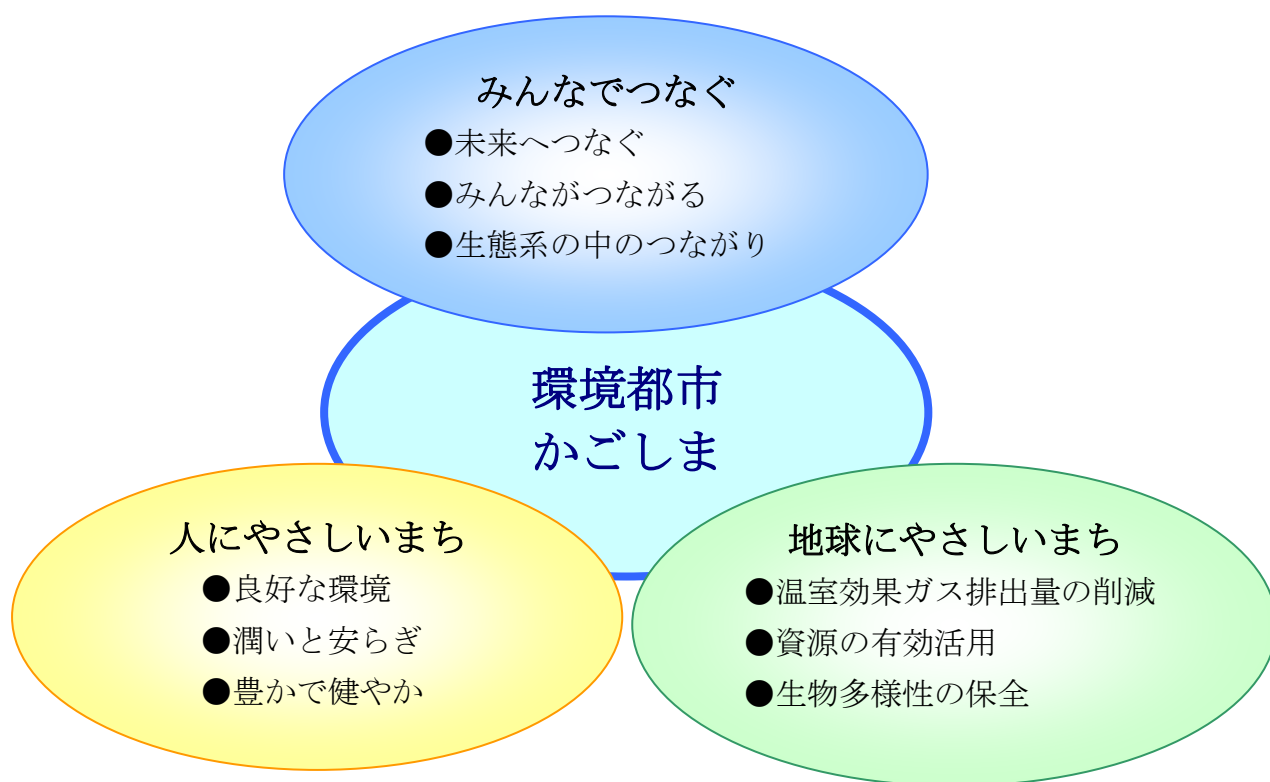 みんなでつなぐ
●未来へつなぐ
●みんながつながる
●生態系の中のつながり
環境都市
かごしま
人にやさしいまち
●良好な環境
●潤いと安らぎ
●豊かで健やか
地球にやさしいまち
●温室効果ガス排出量の削減
●資源の有効活用
●生物多様性の保全